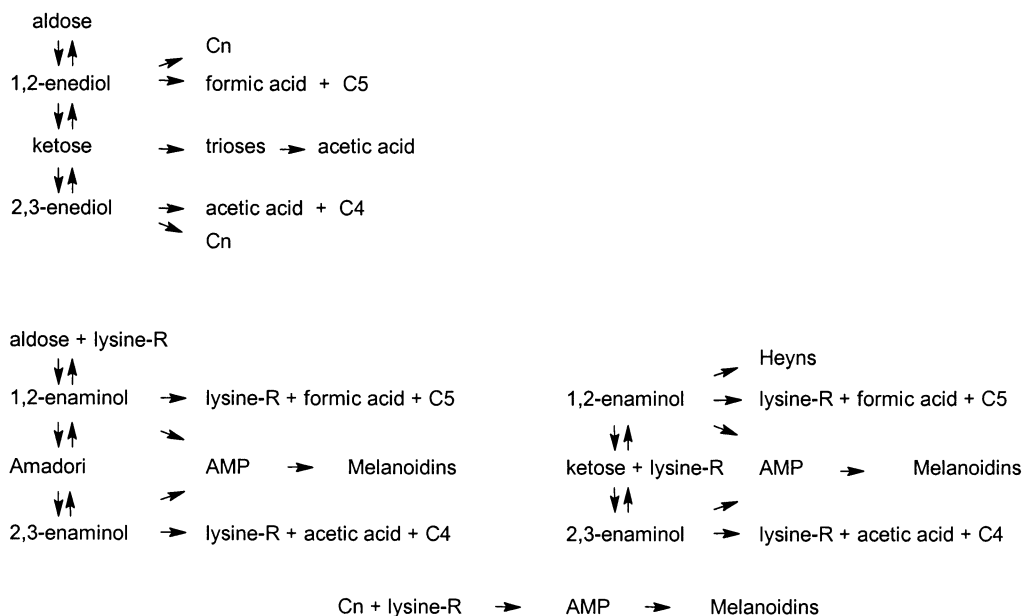 aldose
Cn
1,2-enediol formic acid + C5
ketose trioses acetic acid
2,3-enediol acetic acid + C4
Cn
aldose + lysine-R
Heyns
1,2-enaminol lysine-R + formic acid + C5 1,2-enaminol lysine-R + formic acid + C5
Amadori AMP Melanoidins ketose + lysine-R AMP Melanoidins
2,3-enaminol lysine-R + acetic acid + C4 2,3-enaminol lysine-R + acetic acid + C4
Cn + lysine-R AMP Melanoidins